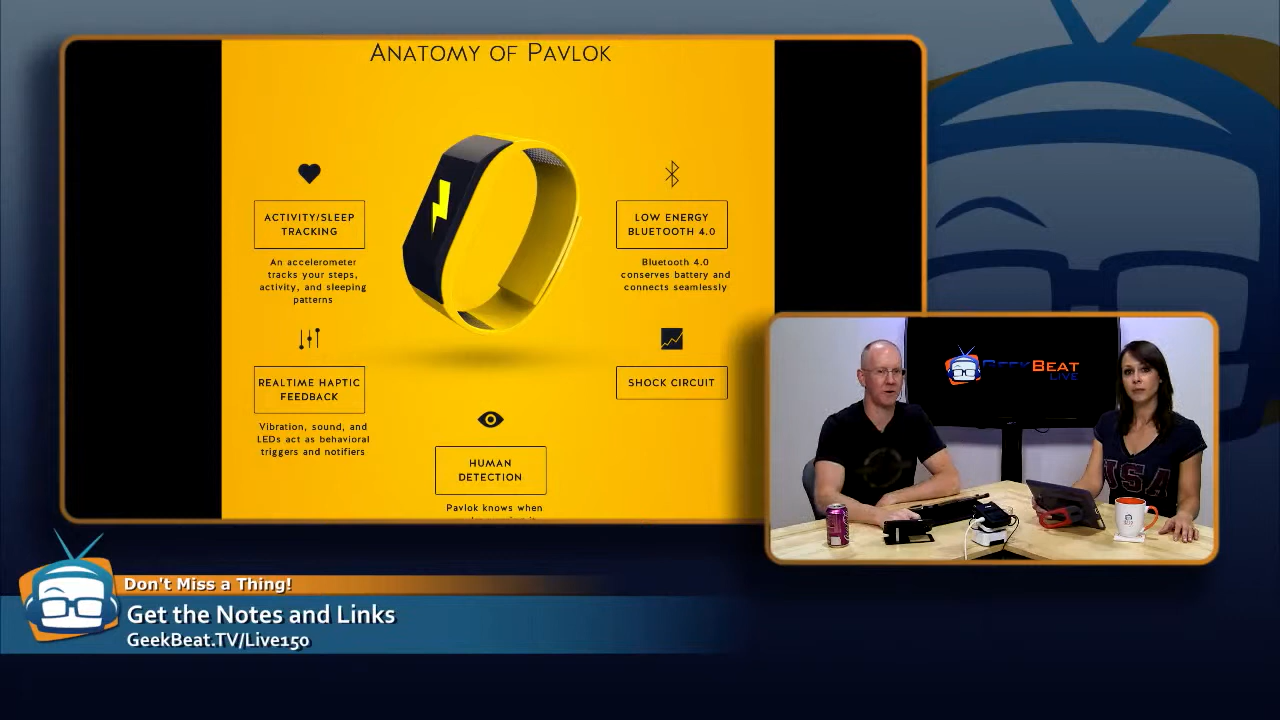 ANATOMY OF PAVLOK
ACTIVITY/SLEEP
TRACKING
An accelerometer
tracks your steps,
activity, and sleeping
patterns
LOW ENERGY
BLUETOOTH 4.0
Bluetooth 4.0
conserves battery and
connects seamlessly
REALTIME HAPTIC
FEEDBACK
Vibration, sound, and
LEDs act as behavioral
triggers and notifiers
SHOCK CIRCUIT
HUMAN
DETECTION
Pavlok knows when
GEEKBEAT
LIVE
USA
Don't Miss a Thing!
Get the Notes and Links
GeekBeat.TV/Live150